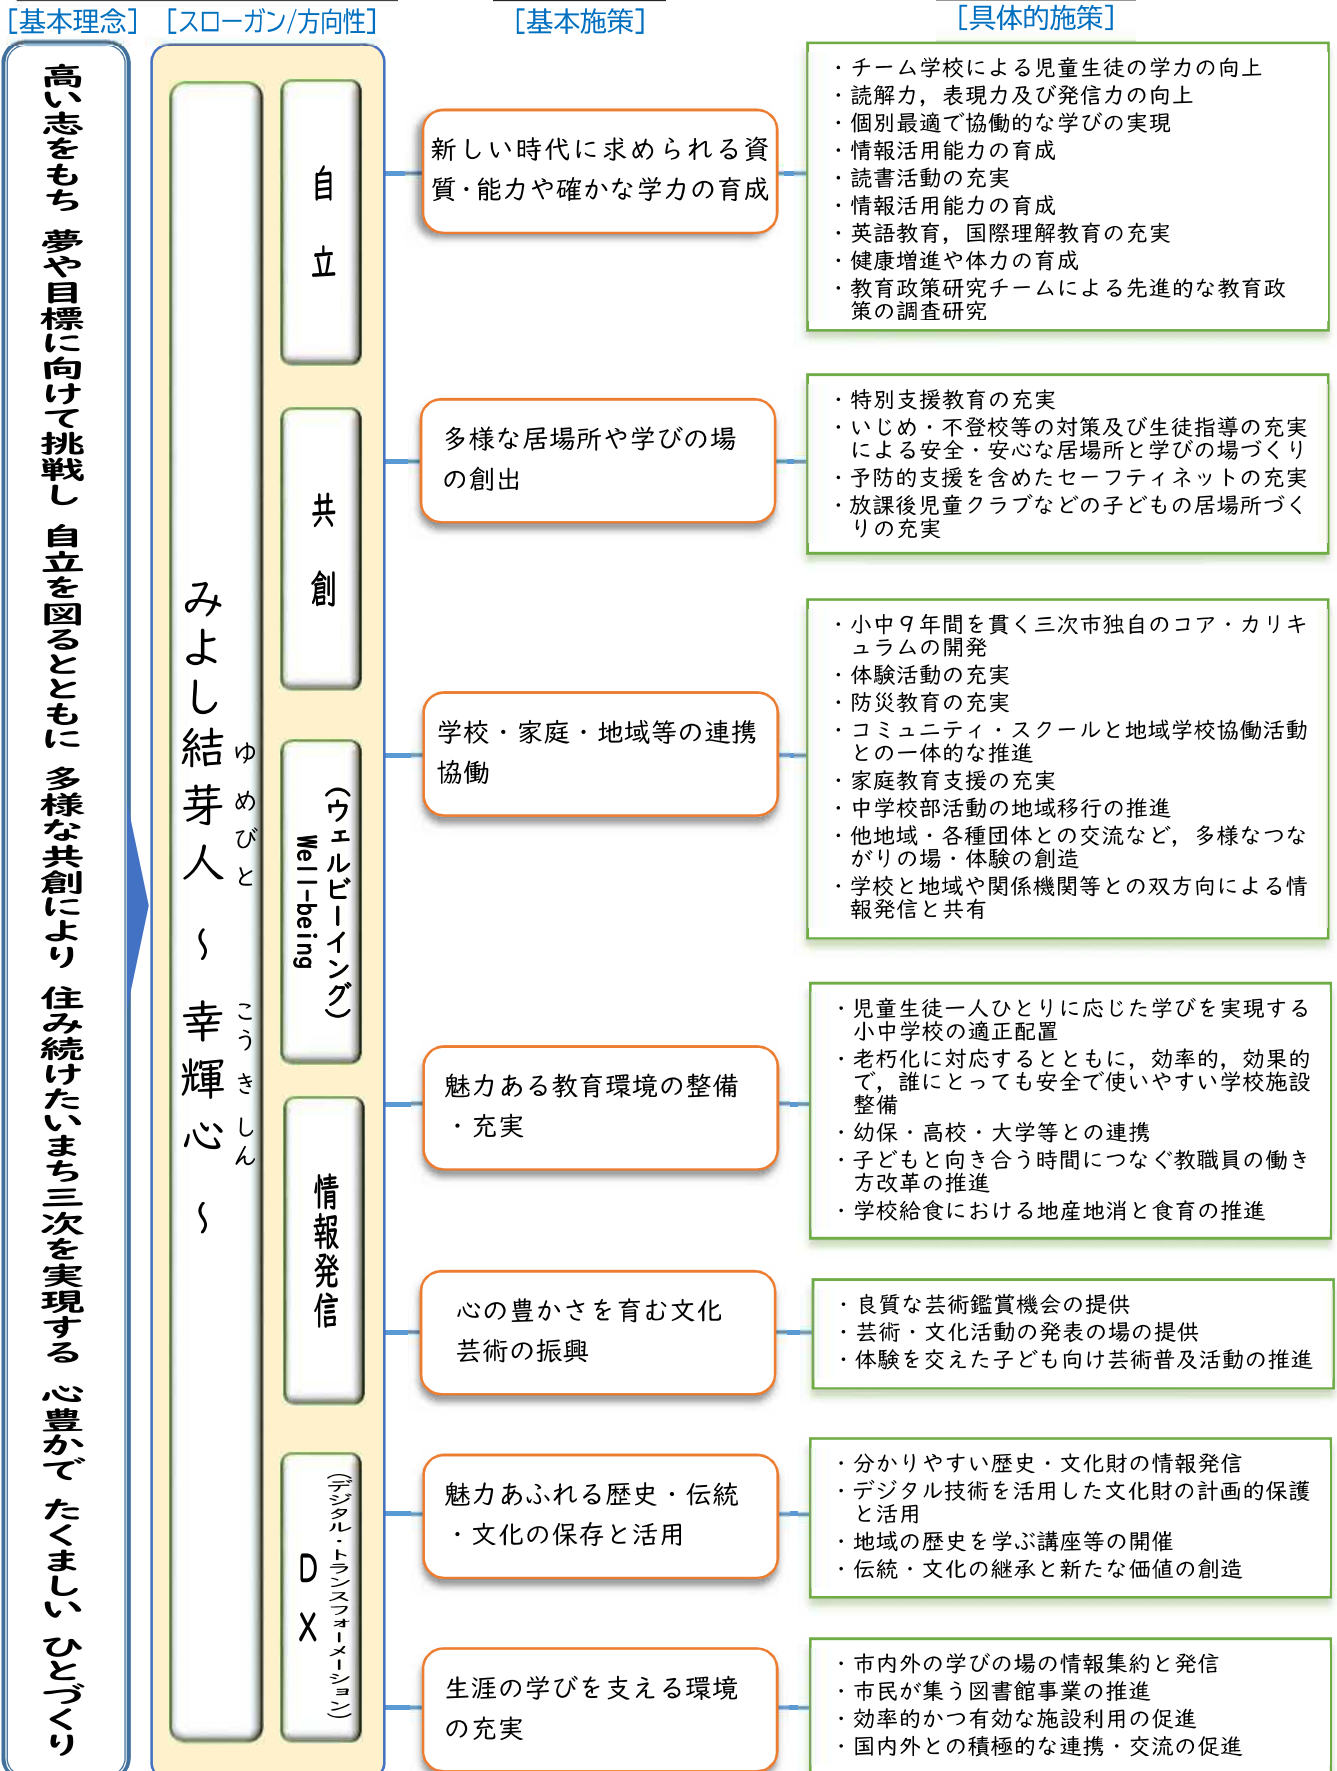 [基本理念]
[スローガン/方向性]
[基本施策]
[具体的施策]
高い志をもち 夢や目標に向けて挑戦し 自立を図るとともに 多様な共創により 住み続けたいまち三次を実現する 心豊かで たくましい ひとづくり
みよし結芽人 ～ 幸輝心 ～
ゆめびと
こうきしん
自立
共創
(ウェルビーイング)
Well-being
情報発信
(デジタル・トランスフォーメーション)
DX
新しい時代に求められる資
質・能力や確かな学力の育成
・チーム学校による児童生徒の学力の向上
・読解力，表現力及び発信力の向上
・個別最適で協働的な学びの実現
・情報活用能力の育成
・読書活動の充実
・情報活用能力の育成
・英語教育，国際理解教育の充実
・健康増進や体力の育成
・教育政策研究チームによる先進的な教育政
策の調査研究
多様な居場所や学びの場
の創出
・特別支援教育の充実
・いじめ・不登校等の対策及び生徒指導の充実
による安全・安心な居場所と学びの場づくり
・予防的支援を含めたセーフティネットの充実
・放課後児童クラブなどの子どもの居場所づく
りの充実
学校・家庭・地域等の連携
協働
・小中９年間を貫く三次市独自のコア・カリキ
ュラムの開発
・体験活動の充実
・防災教育の充実
・コミュニティ・スクールと地域学校協働活動
との一体的な推進
・家庭教育支援の充実
・中学校部活動の地域移行の推進
・他地域・各種団体との交流など，多様なつな
がりの場・体験の創造
・学校と地域や関係機関等との双方向による情
報発信と共有
魅力ある教育環境の整備
・充実
・児童生徒一人ひとりに応じた学びを実現する
小中学校の適正配置
・老朽化に対応するとともに，効率的，効果的
で，誰にとっても安全で使いやすい学校施設
整備
・幼保・高校・大学等との連携
・子どもと向き合う時間につなぐ教職員の働き
方改革の推進
・学校給食における地産地消と食育の推進
心の豊かさを育む文化
芸術の振興
・良質な芸術鑑賞機会の提供
・芸術・文化活動の発表の場の提供
・体験を交えた子ども向け芸術普及活動の推進
魅力あふれる歴史・伝統
・文化の保存と活用
・分かりやすい歴史・文化財の情報発信
・デジタル技術を活用した文化財の計画的保護
と活用
・地域の歴史を学ぶ講座等の開催
・伝統・文化の継承と新たな価値の創造
生涯の学びを支える環境
の充実
・市内外の学びの場の情報集約と発信
・市民が集う図書館事業の推進
・効率的かつ有効な施設利用の促進
・国内外との積極的な連携・交流の促進